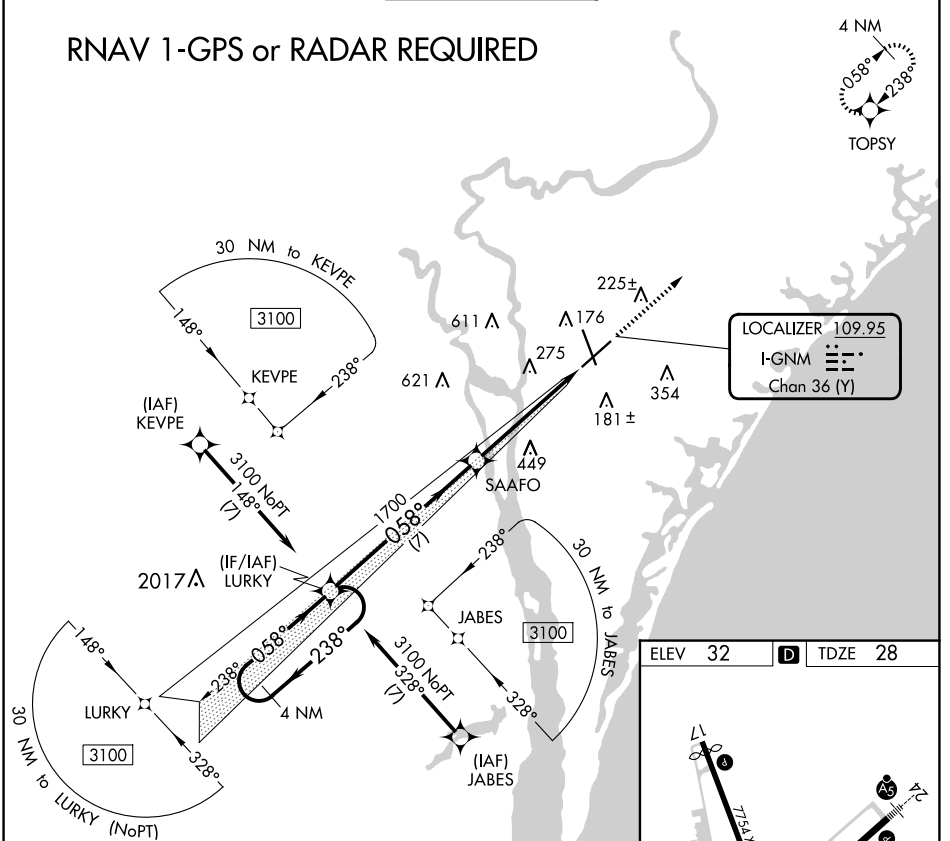 RNAV 1-GPS or RADAR REQUIRED
4 NM
058°
238°
TOPSY
30 NM to KEVPE
148°
3100
238°
KEVPE
(IAF)
KEVPE
3100 NoPT
148°
(7)
611
176
225±
275
621
354
181±
449
LOCALIZER 109.95
I-GNM
Chan 36 (Y)
SAAFO
1700
058°
(7)
(IF/IAF)
LURKY
2017
238°
30 NM to JABES
JABES
3100
328°
058°
238°
238°
4 NM
3100 NoPT
328°
(7)
(IAF)
JABES
148°
LURKY
3100
328°
30 NM to LURKY (NoPT)
ELEV 32
D
TDZE 28
17
P
7754 X
A5
24
P